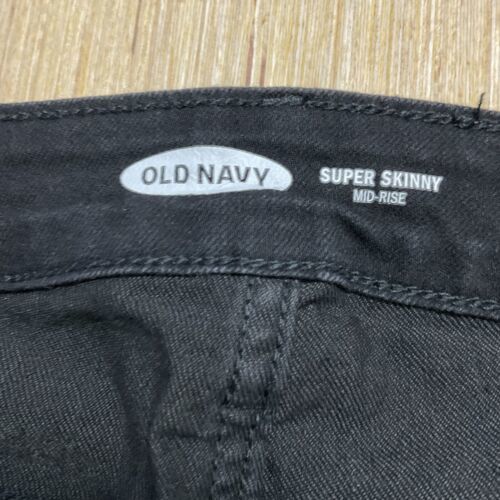 OLD NAVY
SUPER SKINNY
MID-RISE